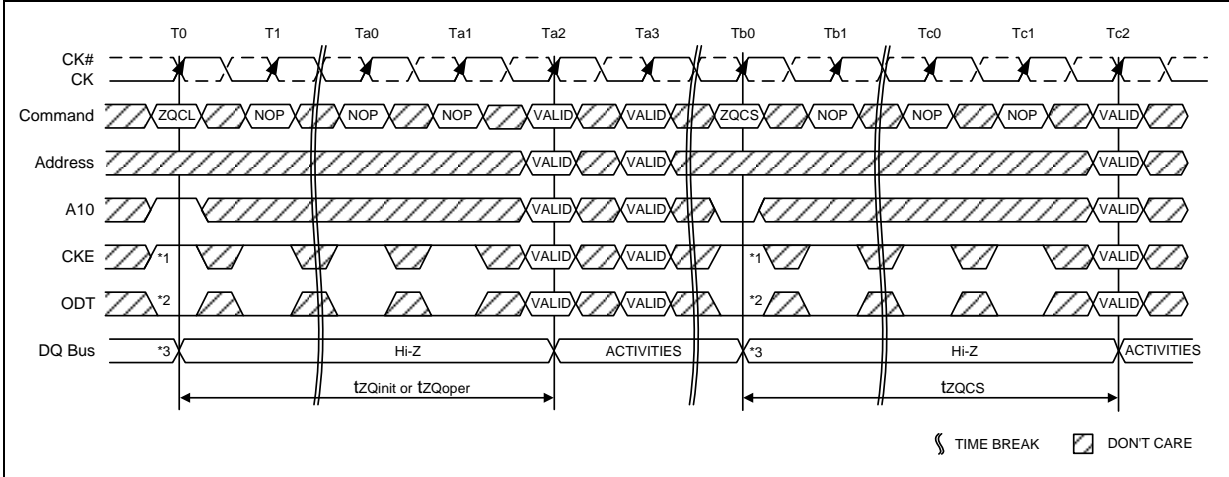 T0 T1 Ta0 Ta1 Ta2 Ta3 Tb0 Tb1 Tc0 Tc1 Tc2
CK#
CK
Command ZQCL NOP NOP NOP VALID VALID ZQCS NOP NOP NOP VALID
Address VALID VALID VALID
A10 VALID VALID VALID
CKE *1 VALID VALID *1 VALID
ODT *2 VALID VALID *2 VALID
DQ Bus *3 Hi-Z ACTIVITIES *3 Hi-Z ACTIVITIES
tZQinit or tZQoper tZQCS
TIME BREAK DON'T CARE